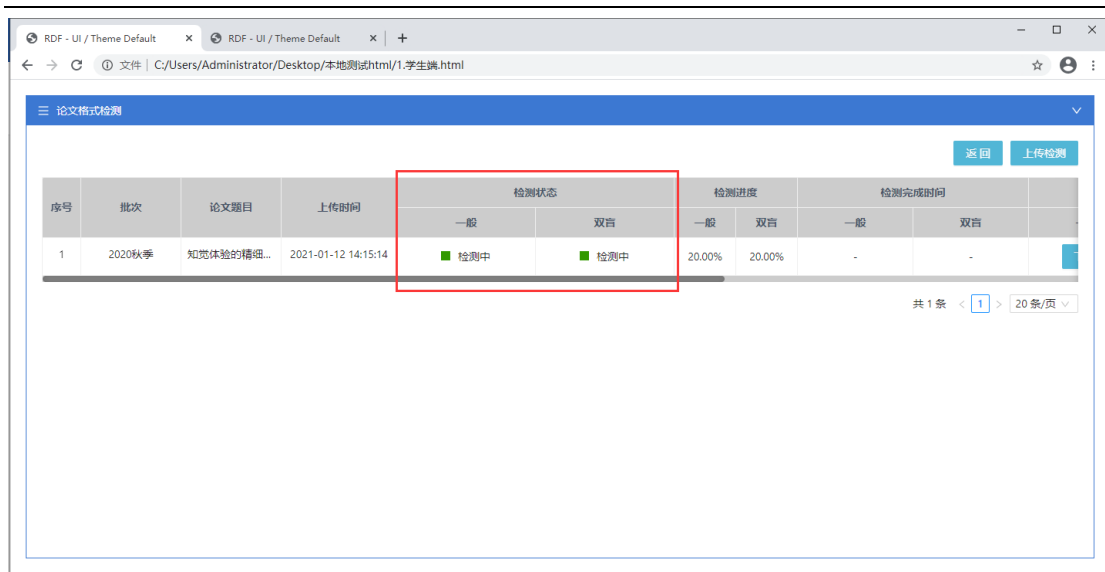 RDF - UI / Theme Default
RDF - UI / Theme Default
文件 | C:/Users/Administrator/Desktop/本地测试html/1.学生端.html
论文格式检测
返回 上传检测
序号 批次 论文题目 上传时间 检测状态 检测进度 检测完成时间
一般 双盲 一般 双盲 一般 双盲
1 2020秋季 知觉体验的精细... 2021-01-12 14:15:14 检测中 检测中 20.00% 20.00% - -
共 1 条 < 1 > 20 条/页